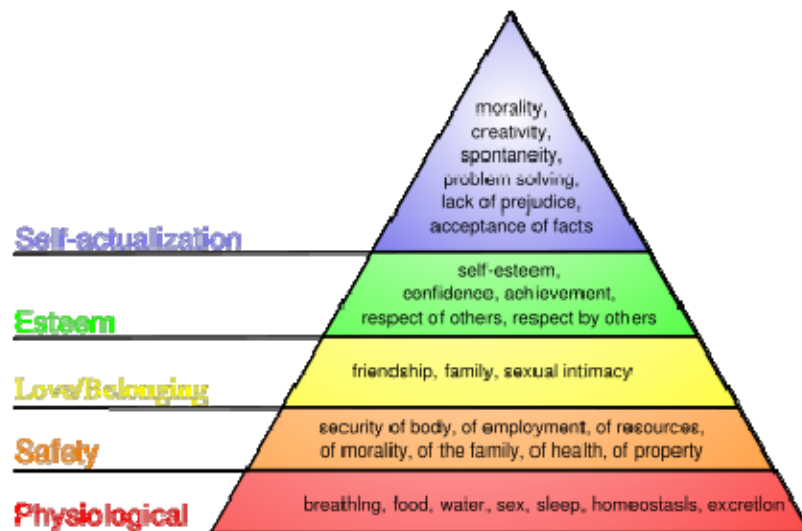 morality,
creativity,
spontaneity,
problem solving,
lack of prejudice,
acceptance of facts
Self-actualization
self-esteem,
confidence, achievement,
respect of others, respect by others
Esteem
friendship, family, sexual intimacy
Love/Belonging
security of body, of employment, of resources,
of morality, of the family, of health, of property
Safety
breathing, food, water, sex, sleep, homeostasis, excretion
Physiological